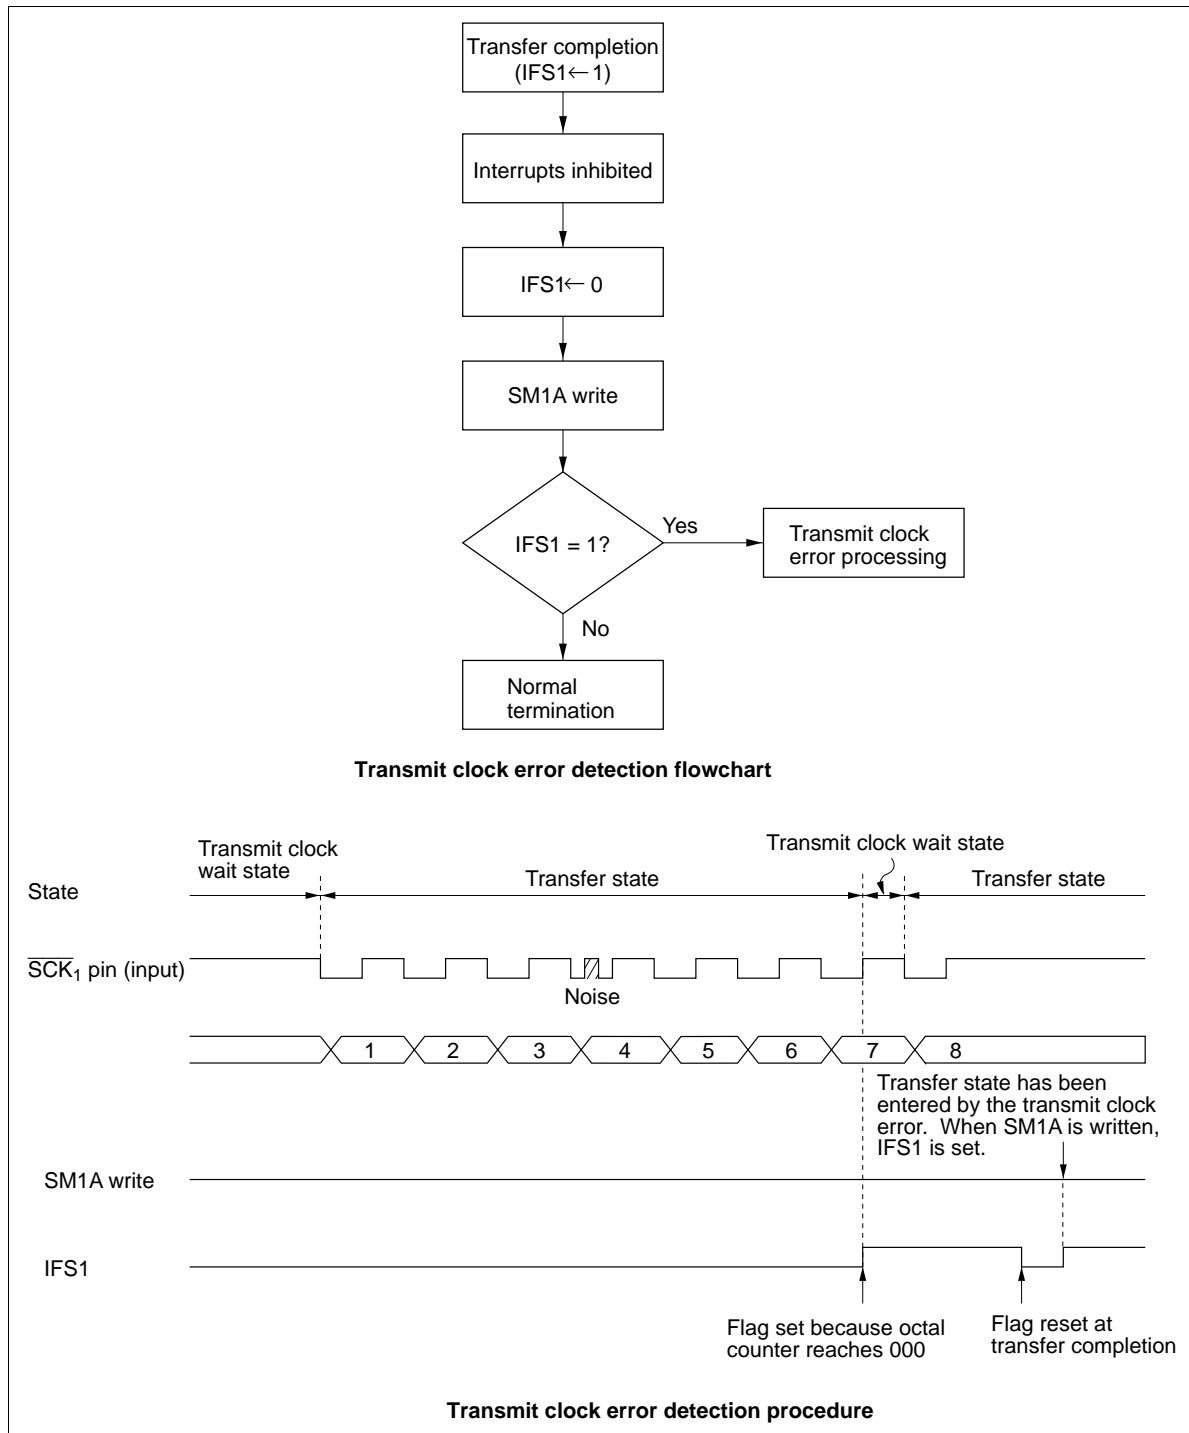 Transfer completion
(IFS1← 1)
Interrupts inhibited
IFS1← 0
SM1A write
IFS1 = 1?
Yes
Transmit clock
error processing
No
Normal
termination
Transmit clock error detection flowchart
Transmit clock wait state
Transmit clock
wait state
Transfer state
Transfer state
State
SCK1 pin (input)
Noise
1 2 3 4 5 6 7 8
Transfer state has been
entered by the transmit clock
error. When SM1A is written,
IFS1 is set.
SM1A write
IFS1
Flag set because octal
counter reaches 000
Flag reset at
transfer completion
Transmit clock error detection procedure